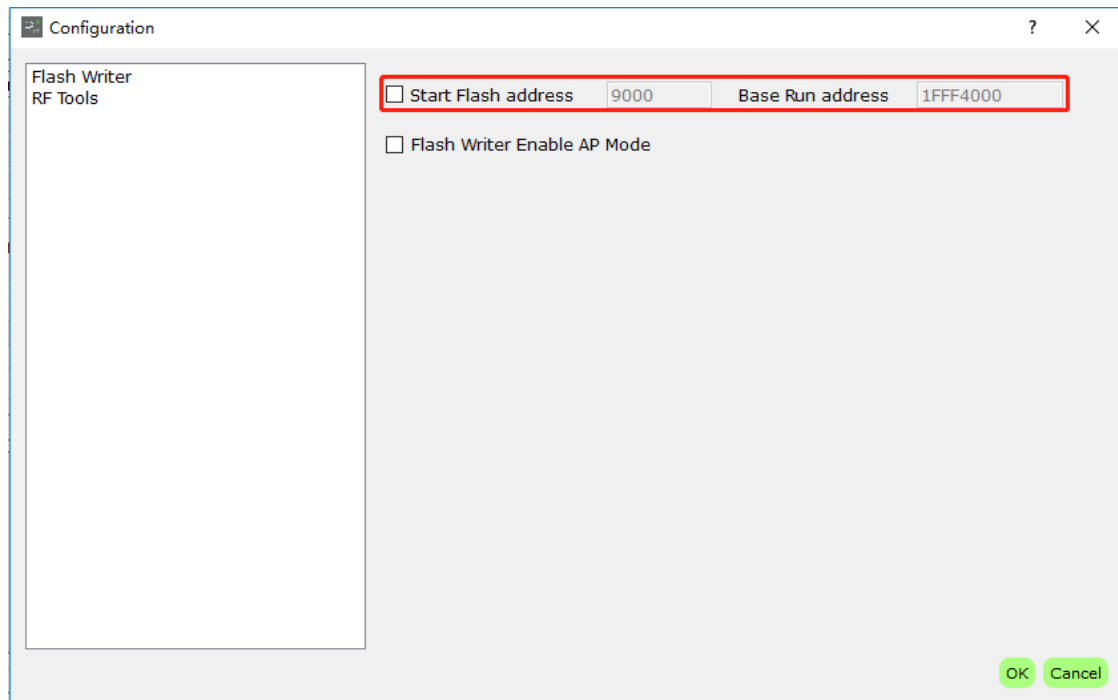 Configuration
Flash Writer
RF Tools
Start Flash address 9000 Base Run address 1FFF4000
Flash Writer Enable AP Mode
OK Cancel